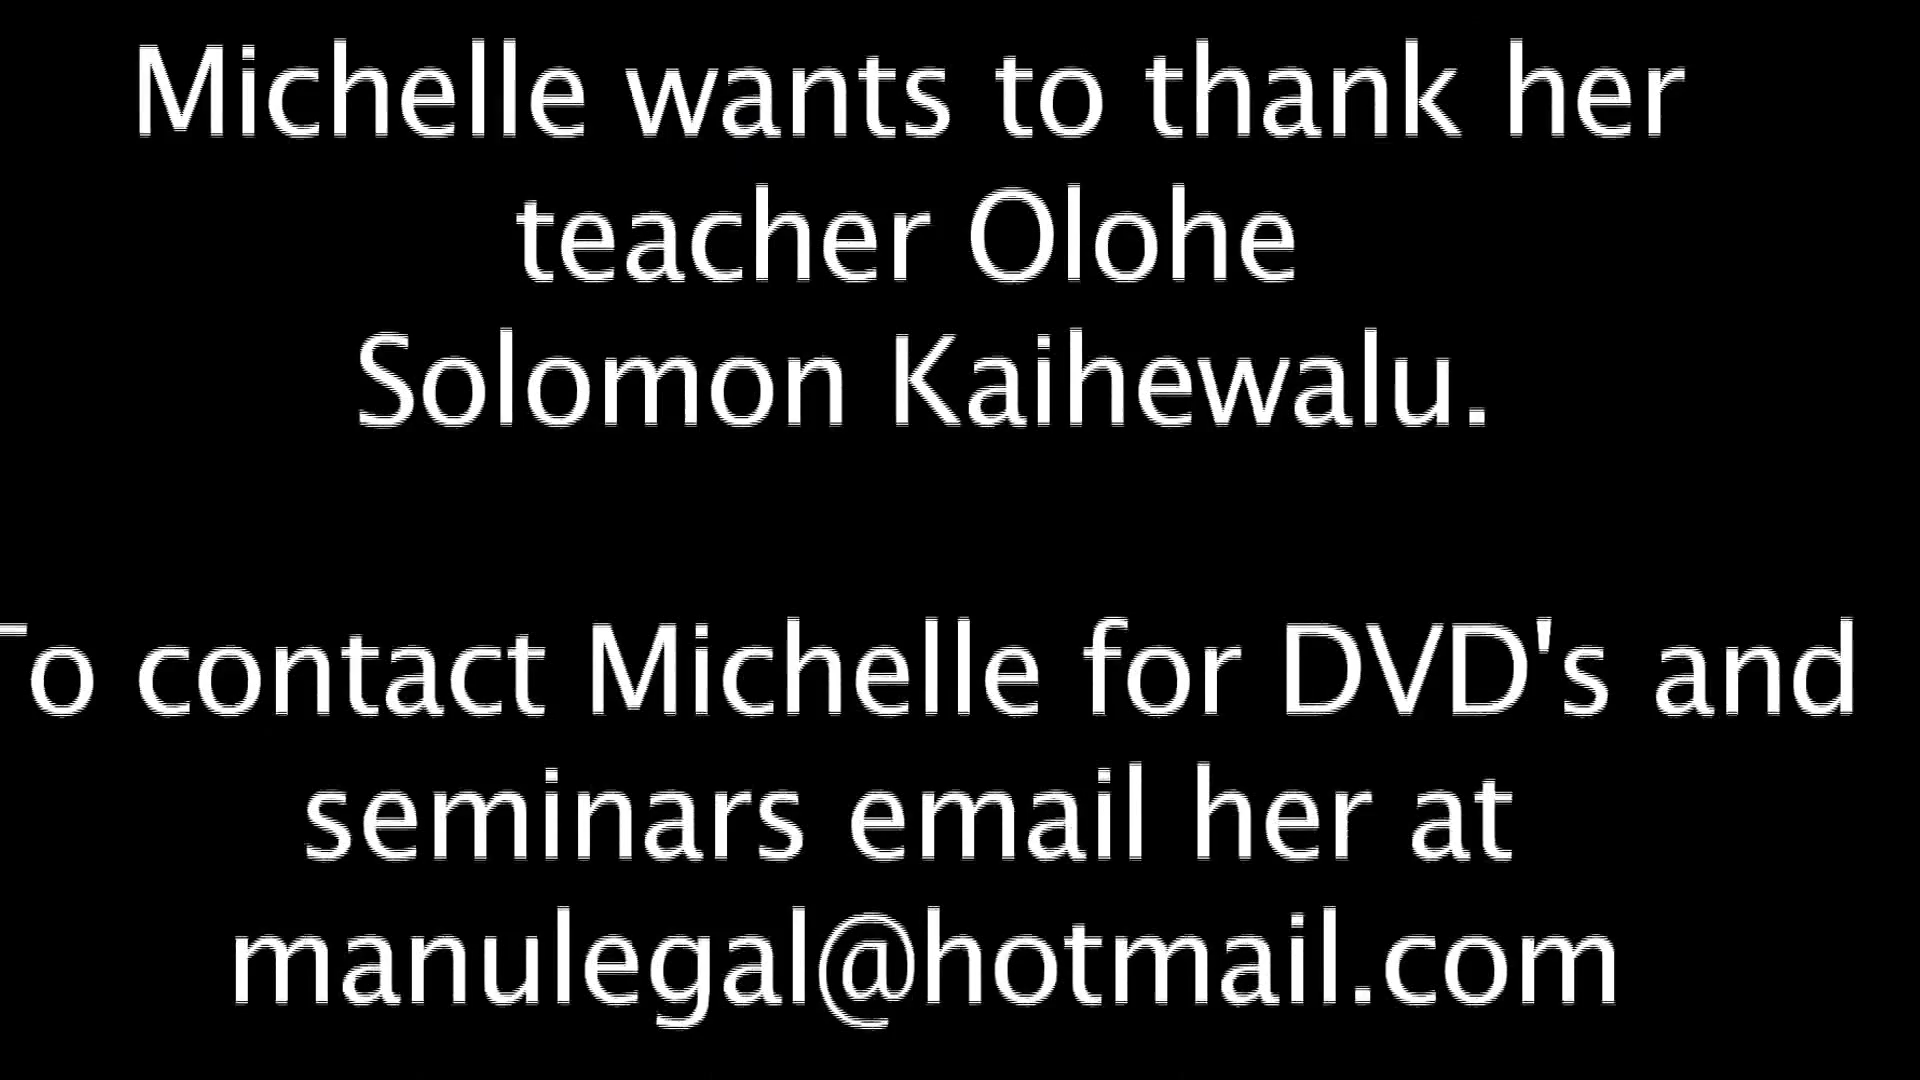 Michelle wants to thank her
teacher Olohe
Solomon Kaihewalu.
To contact Michelle for DVD's and
seminars email her at
manulegal@hotmail.com